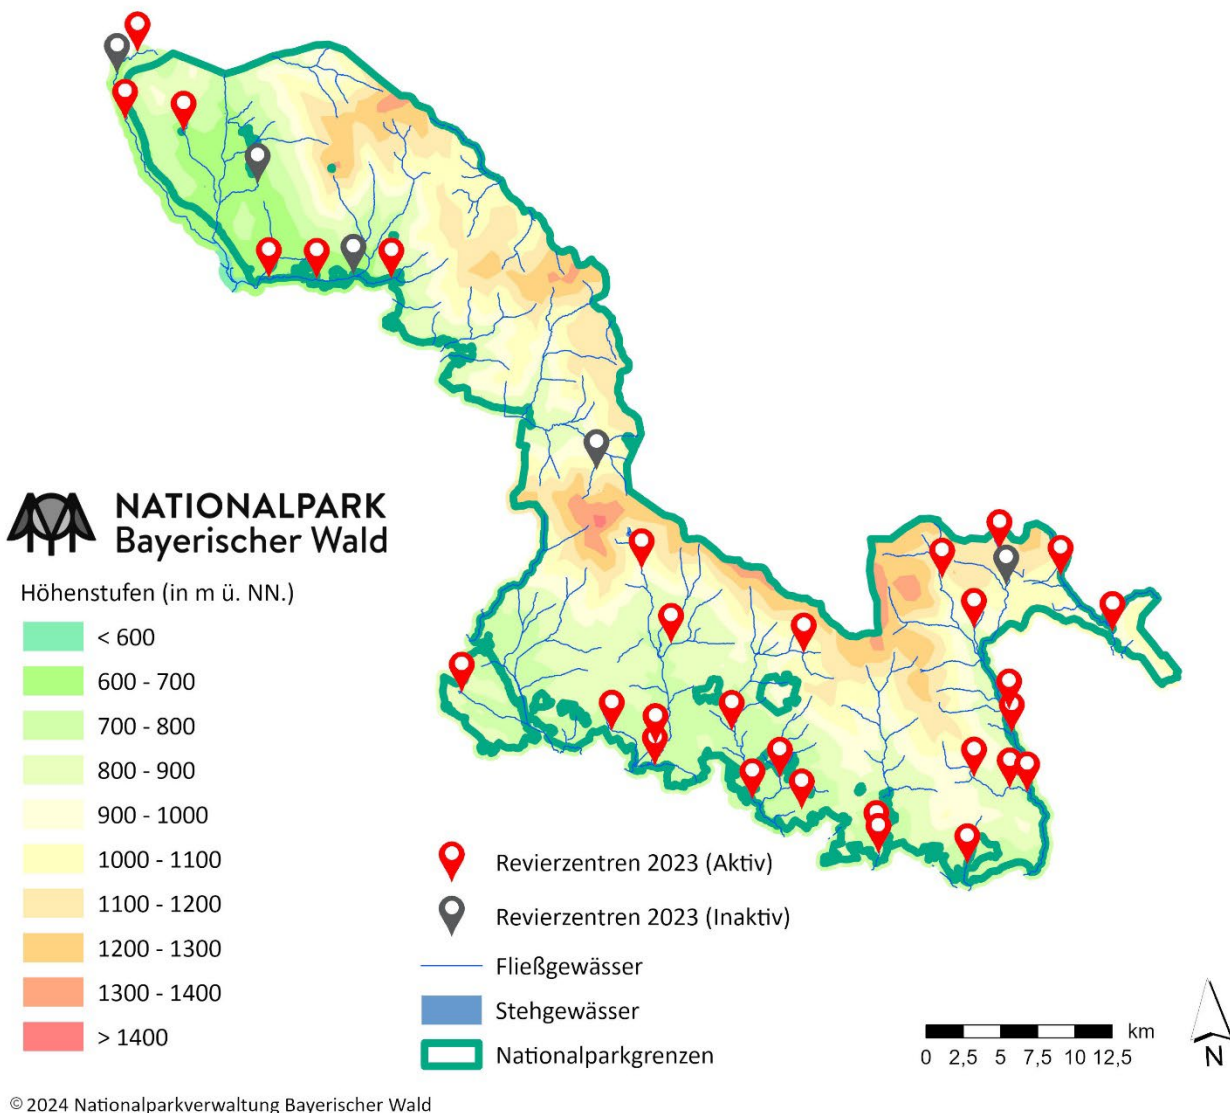 NATIONALPARK
Bayerischer Wald
Höhenstufen (in m ü. NN.)
< 600
600 - 700
700 - 800
800 - 900
900 - 1000
1000 - 1100
1100 - 1200
1200 - 1300
1300 - 1400
> 1400
Revierzentren 2023 (Aktiv)
Revierzentren 2023 (Inaktiv)
Fließgewässer
Stehgewässer
Nationalparkgrenzen
km
0 2,5 5 7,5 10 12,5
N
© 2024 Nationalparkverwaltung Bayerischer Wald